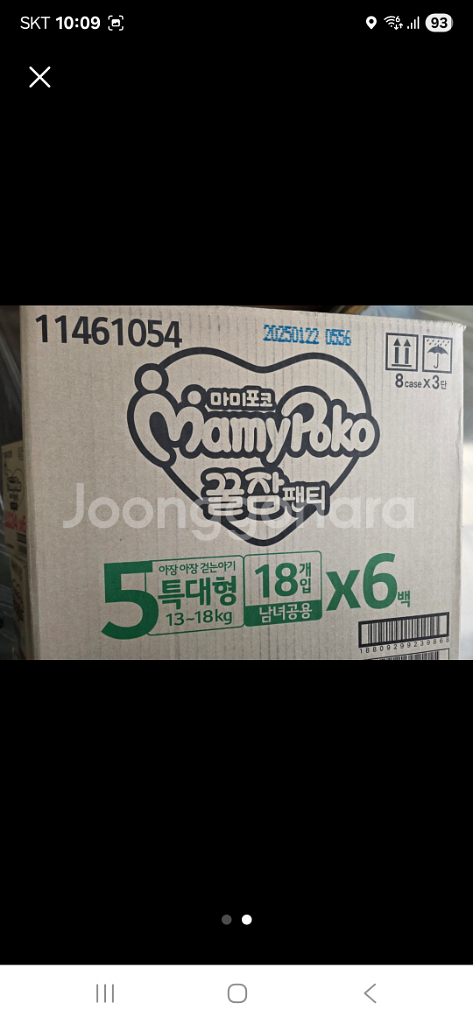 SKT 10:09 93
11461054
20250122 0556
8case X 3단
마미포코
MamyPoko
꿀잠팬티
Joonggonara
5
아장 아장 걷는아기
특대형
13~18kg
18개입
남녀공용
x6백
18809299239865